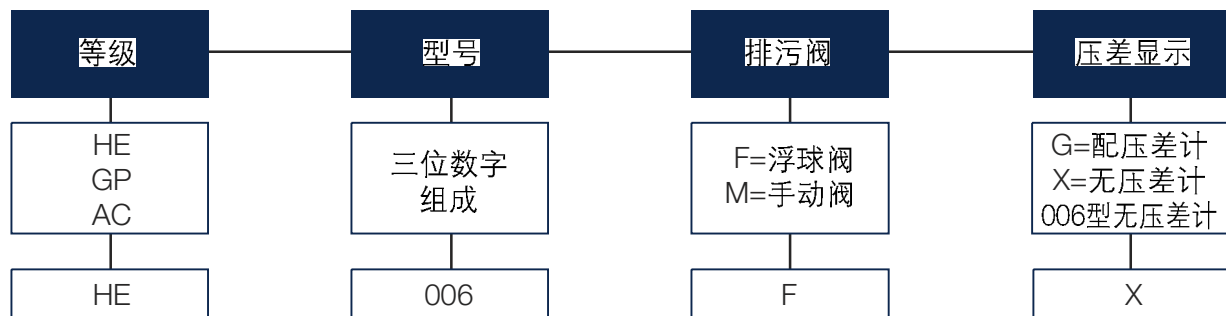 等级
型号
排污阀
压差显示
HE
GP
AC
三位数字
组成
F=浮球阀
M=手动阀
G=配压差计
X=无压差计
006型无压差计
HE
006
F
X